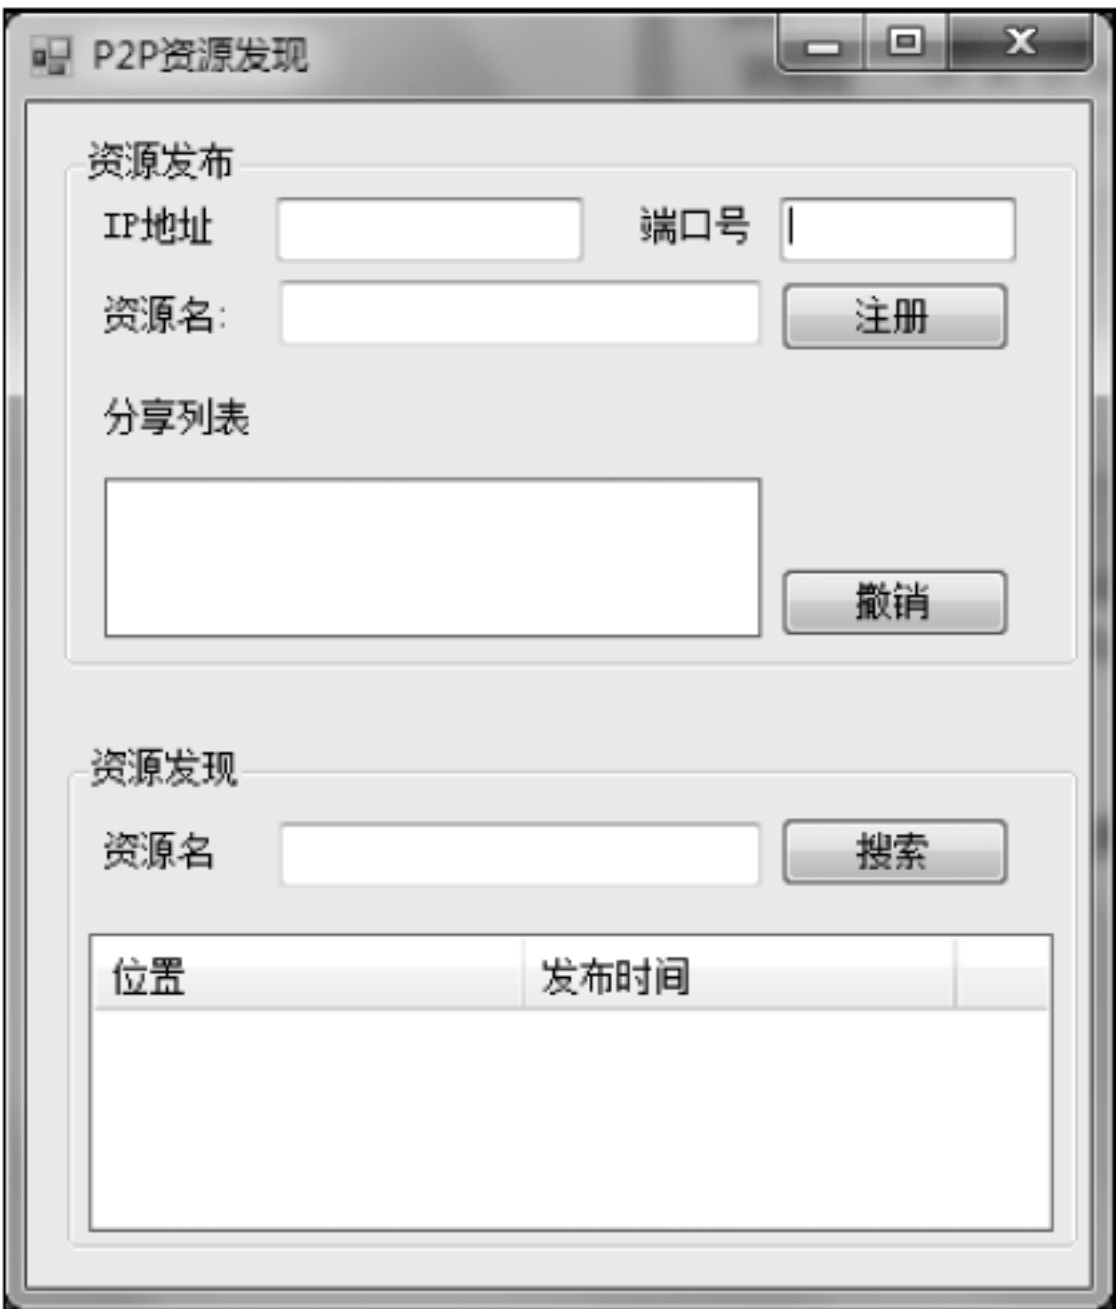 P2P资源发现
资源发布
IP地址 端口号
资源名: 注册
分享列表
撤销
资源发现
资源名 搜索
位置 发布时间